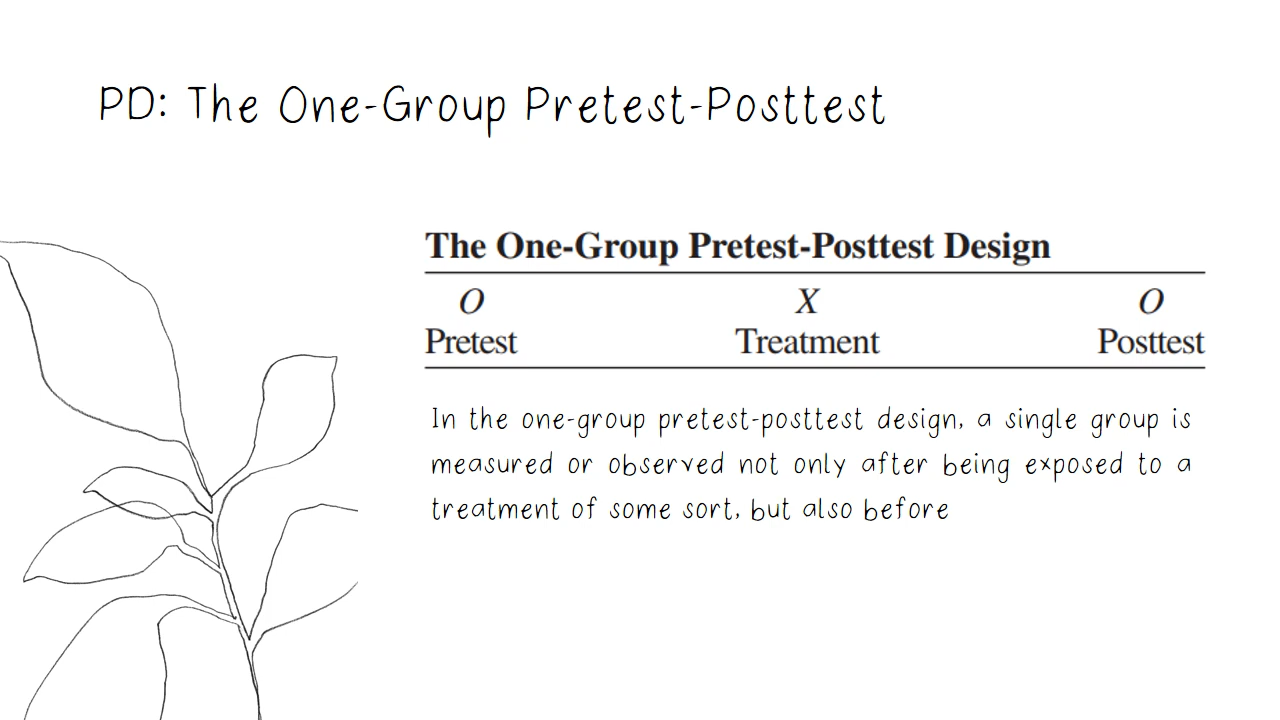 PD: The One-Group Pretest-Posttest
The One-Group Pretest-Posttest Design
O X O
Pretest Treatment Posttest
In the one-group pretest-posttest design, a single group is
measured or observed not only after being exposed to a
treatment of some sort, but also before